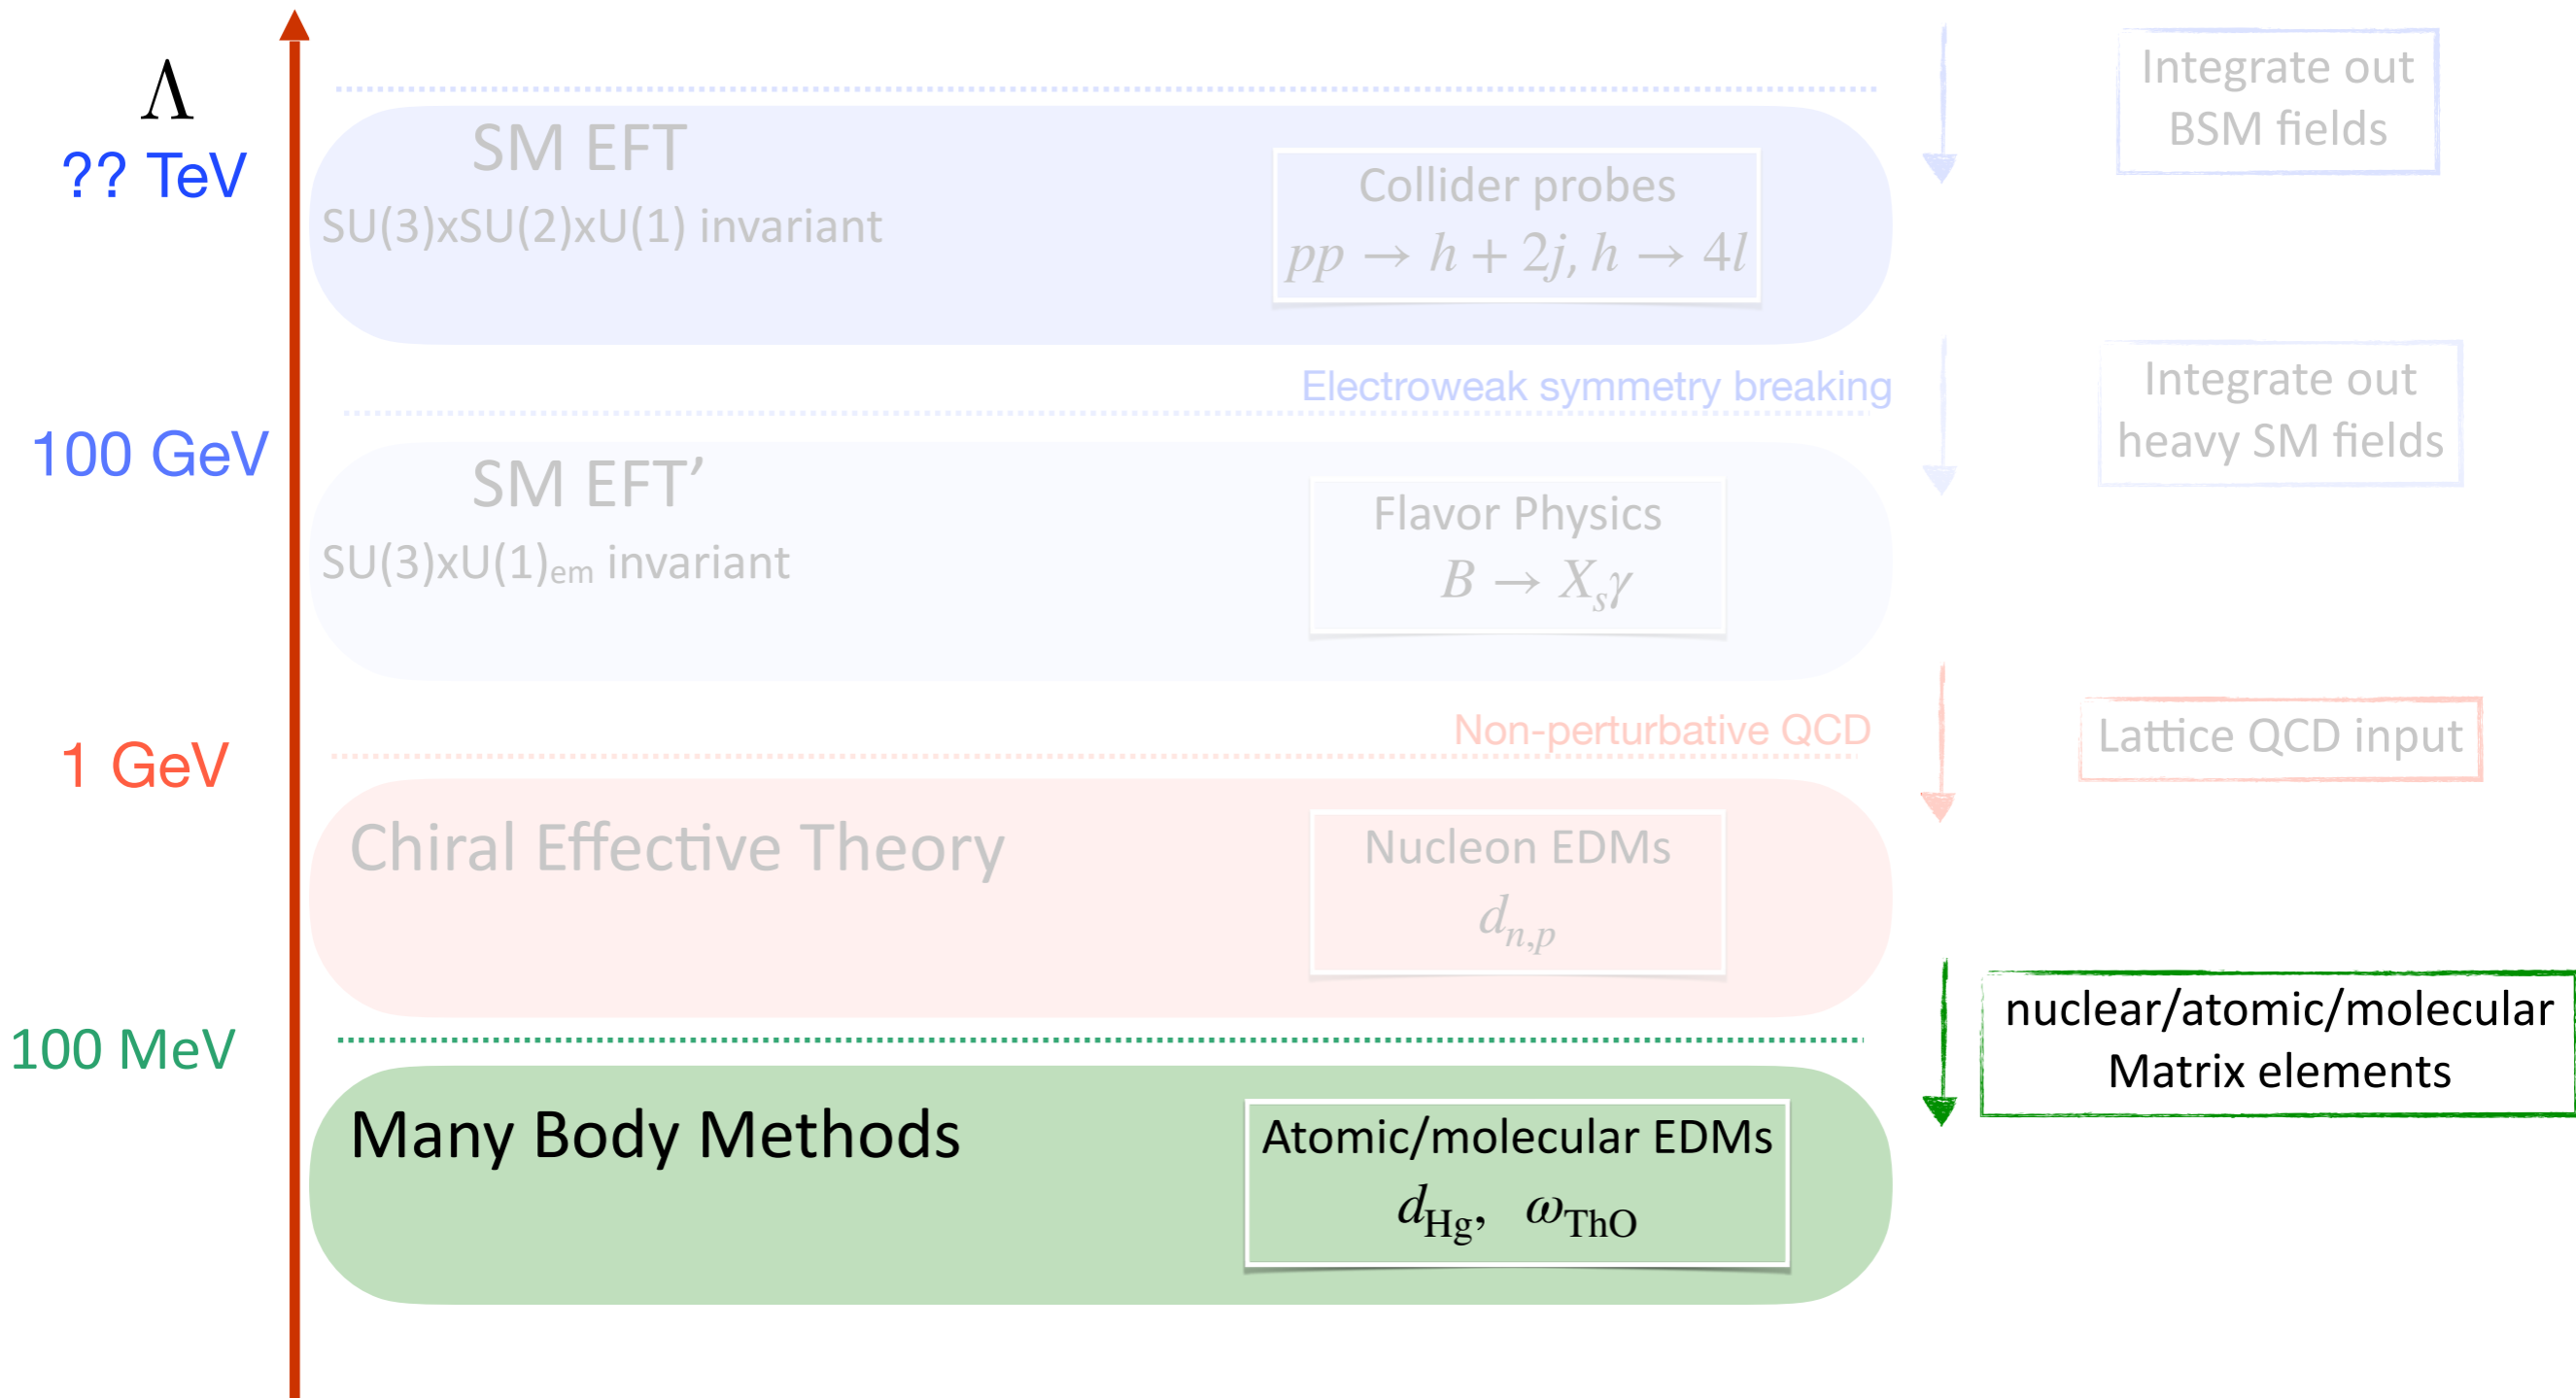 Λ
?? TeV
SM EFT
SU(3)xSU(2)xU(1) invariant
Collider probes
pp → h + 2j, h → 4l
Integrate out
BSM fields
Electroweak symmetry breaking
100 GeV
SM EFT’
SU(3)xU(1)em invariant
Flavor Physics
B → Xsγ
Integrate out
heavy SM fields
Non-perturbative QCD
1 GeV
Lattice QCD input
Chiral Effective Theory
Nucleon EDMs
dn,p
100 MeV
nuclear/atomic/molecular
Matrix elements
Many Body Methods
Atomic/molecular EDMs
dHg, ωThO